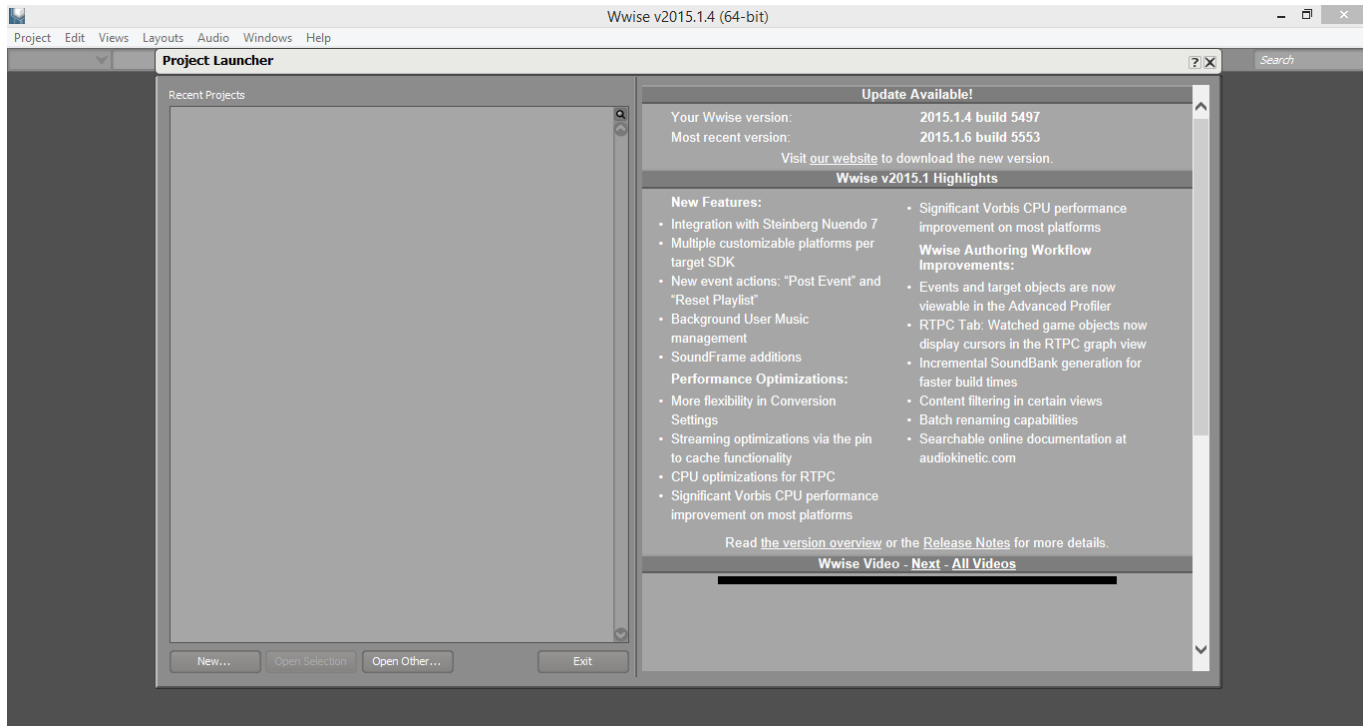 Wwise v2015.1.4 (64-bit)
Project Edit Views Layouts Audio Windows Help
Project Launcher
Search
Recent Projects
Update Available!
Your Wwise version: 2015.1.4 build 5497
Most recent version: 2015.1.6 build 5553
Visit our website to download the new version.
Wwise v2015.1 Highlights
New Features:
• Integration with Steinberg Nuendo 7
• Multiple customizable platforms per
target SDK
• New event actions: "Post Event" and
"Reset Playlist"
• Background User Music
management
• SoundFrame additions
Performance Optimizations:
• More flexibility in Conversion
Settings
• Streaming optimizations via the pin
to cache functionality
• CPU optimizations for RTPC
• Significant Vorbis CPU performance
improvement on most platforms
• Significant Vorbis CPU performance
improvement on most platforms
Wwise Authoring Workflow
Improvements:
• Events and target objects are now
viewable in the Advanced Profiler
• RTPC Tab: Watched game objects now
display cursors in the RTPC graph view
• Incremental SoundBank generation for
faster build times
• Content filtering in certain views
• Batch renaming capabilities
• Searchable online documentation at
audiokinetic.com
Read the version overview or the Release Notes for more details.
Wwise Video - Next - All Videos
New... Open Selection Open Other... Exit